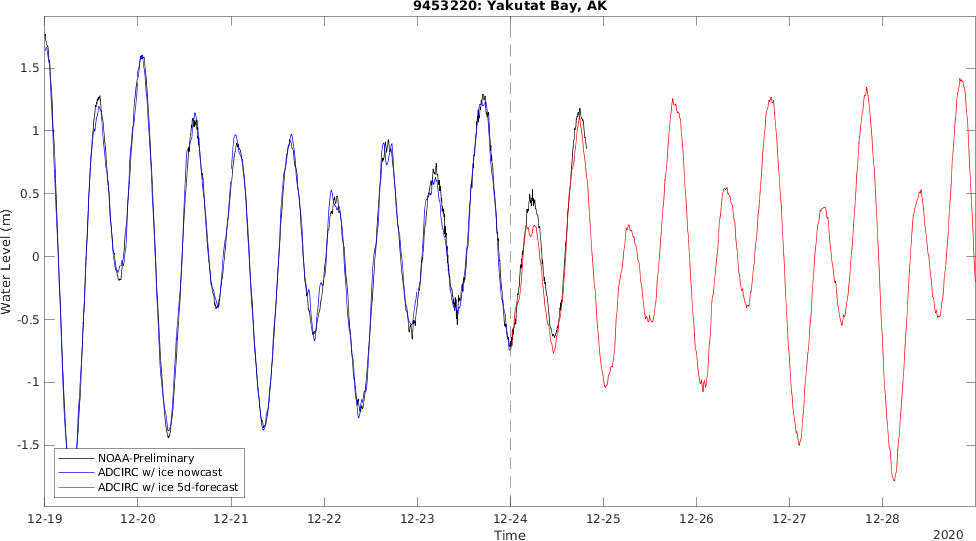 9453220: Yakutat Bay, AK
1.5
1
0.5
0
-0.5
-1
-1.5
Water Level (m)
NOAA-Preliminary
ADCIRC w/ ice nowcast
ADCIRC w/ ice 5d-forecast
12-19 12-20 12-21 12-22 12-23 12-24 12-25 12-26 12-27 12-28
Time
2020